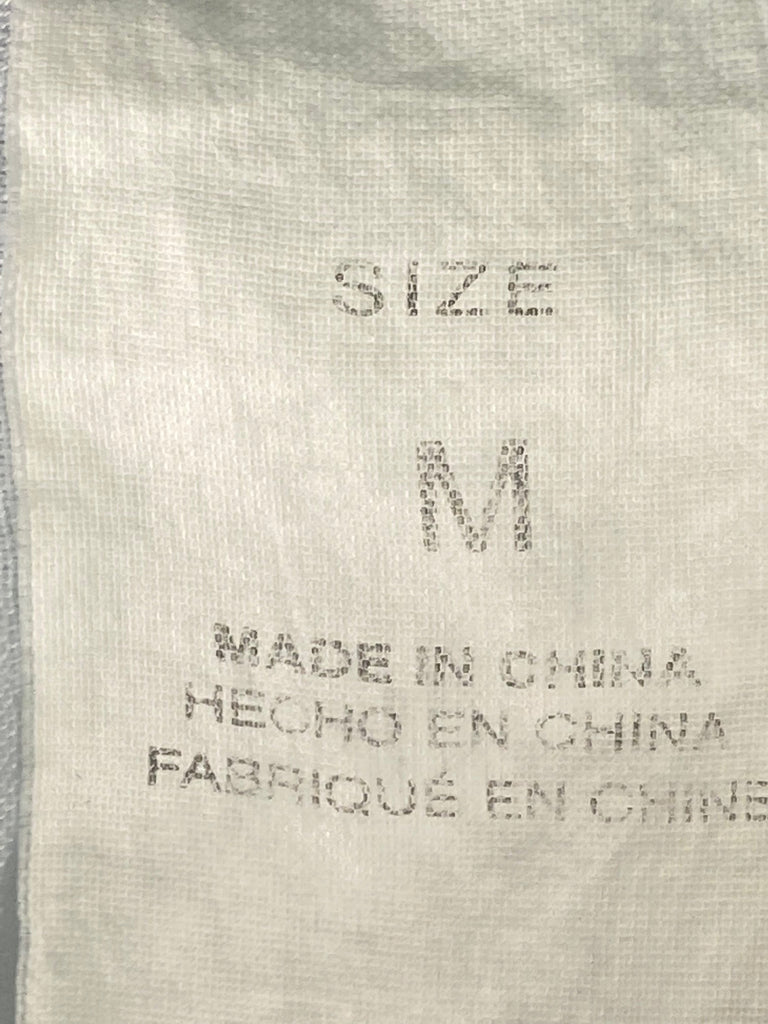 SIZE
M
MADE IN CHINA
HECHO EN CHINA
FABRIQUÉ EN CHINE